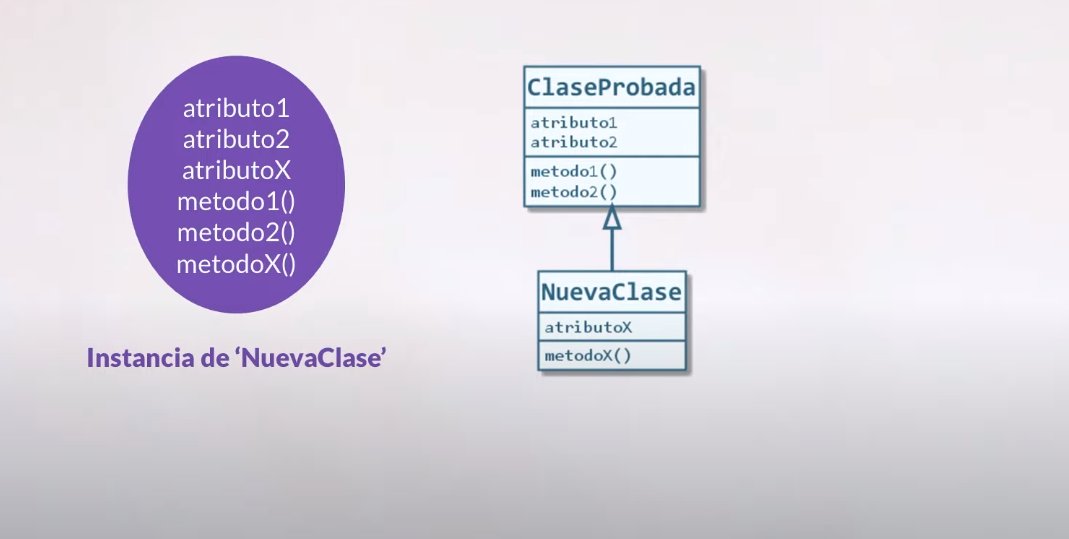 atributo1
atributo2
atributoX
metodo1()
metodo2()
metodoX()
Instancia de ‘NuevaClase’
ClaseProbada
atributo1
atributo2
metodo1()
metodo2()
NuevaClase
atributoX
metodoX()